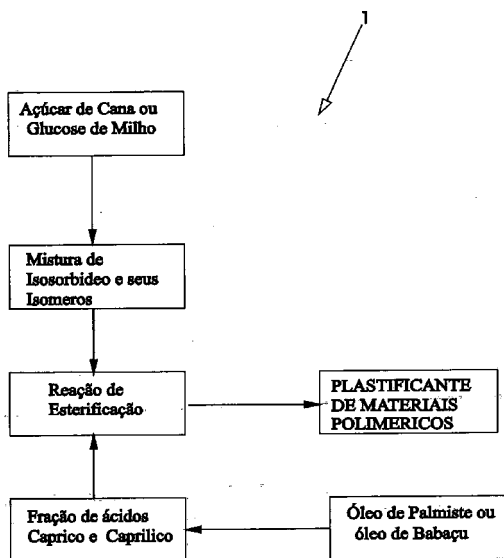 1
Açúcar de Cana ou
Glucose de Milho
Mistura de
Isosorbideo e seus
Isomeros
Reação de
Esterificação
PLASTIFICANTE
DE MATERIAIS
POLIMERICOS
Fração de ácidos
Caprico e Caprilico
Óleo de Palmiste ou
óleo de Babaçu